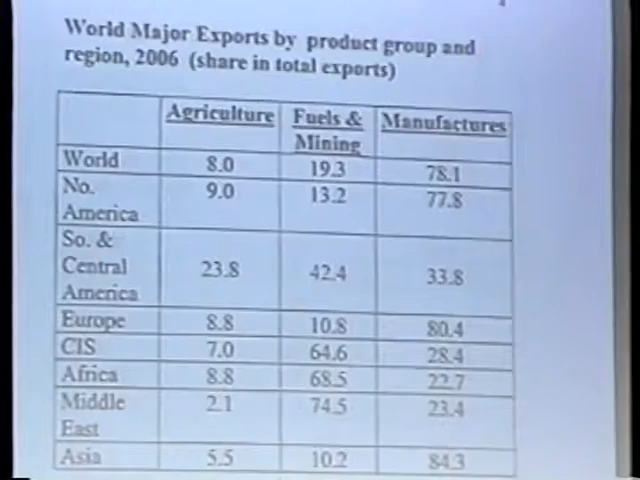 World Major Exports by product group and
region, 2006 (share in total exports)
Agriculture Fuels & Mining Manufactures
World 8.0 19.3 78.1
No. America 9.0 13.2 77.8
So. & Central America 23.8 42.4 33.8
Europe 8.8 10.8 80.4
CIS 7.0 64.6 28.4
Africa 8.8 68.5 22.7
Middle East 2.1 74.5 23.4
Asia 5.5 10.2 84.3